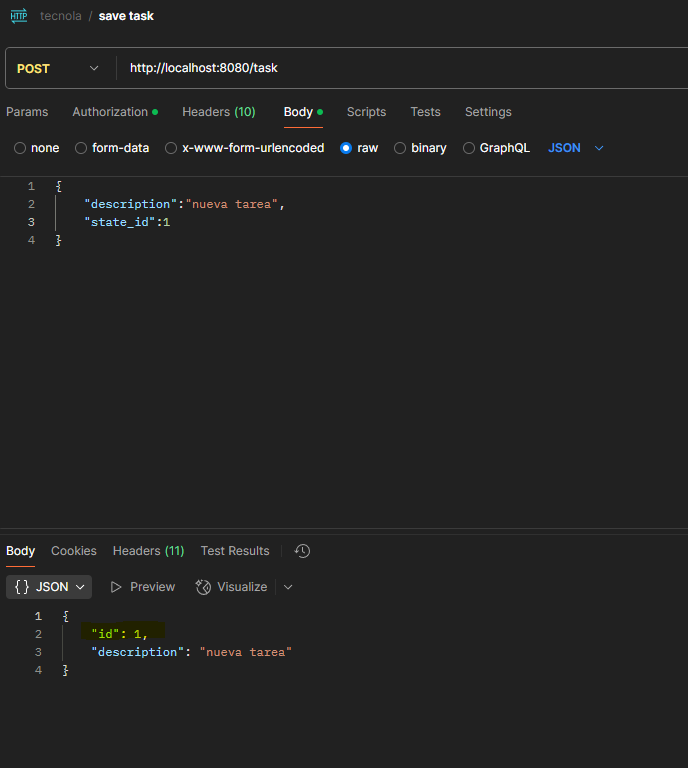 HTTP tecnola / save task
POST http://localhost:8080/task
Params Authorization Headers (10) Body Scripts Tests Settings
none form-data x-www-form-urlencoded raw binary GraphQL JSON
1 {
2 "description":"nueva tarea",
3 "state_id":1
4 }
Body Cookies Headers (11) Test Results
{} JSON Preview Visualize
1 {
2 "id": 1,
3 "description": "nueva tarea"
4 }